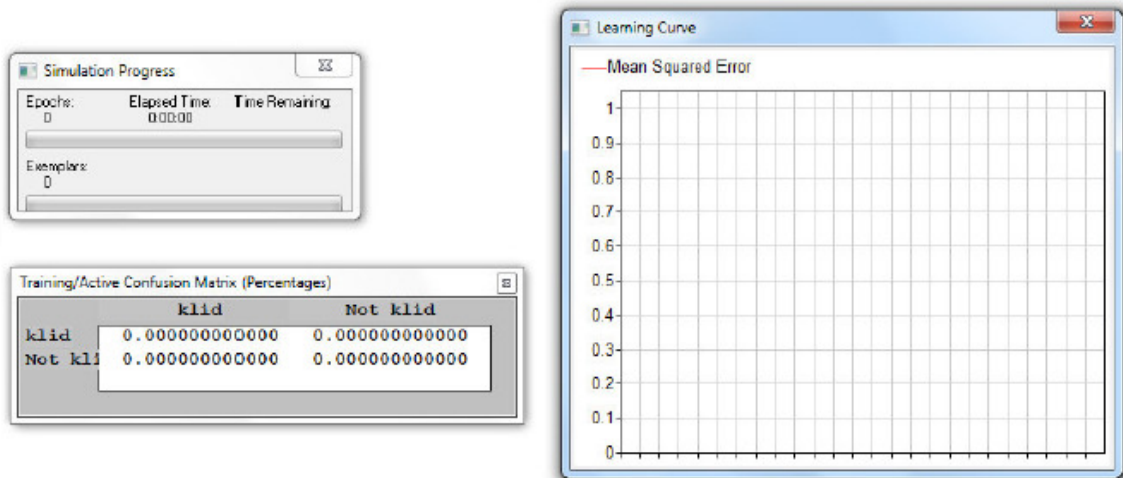 Simulation Progress
Epochs: Elapsed Time: Time Remaining:
0 0:00:00
Exemplars:
0
Training/Active Confusion Matrix (Percentages)
klid Not klid
klid 0.000000000000 0.000000000000
Not kli 0.000000000000 0.000000000000
Learning Curve
Mean Squared Error
1
0.9
0.8
0.7
0.6
0.5
0.4
0.3
0.2
0.1
0